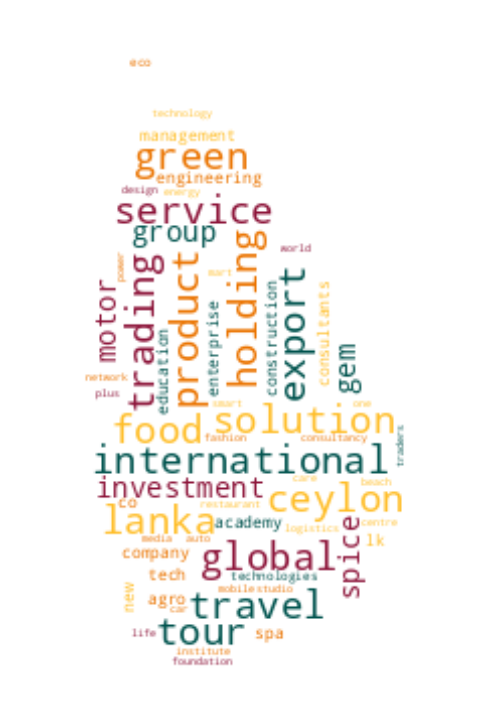 eco
technology
management
green
engineering
design
energy
service
group
world
power
trading
product
holding
mart
motor
export
construction
consultants
enterprise
education
gem
network
plus
smart
one
food
solution
fashion
consultancy
traders
international
investment
care
beach
ceylon
co
restaurant
lanka
academy
logistics
centre
spice
media
auto
lk
company
global
tech
technologies
new
mobile
studio
agro
car
travel
life
tour
spa
institute
foundation